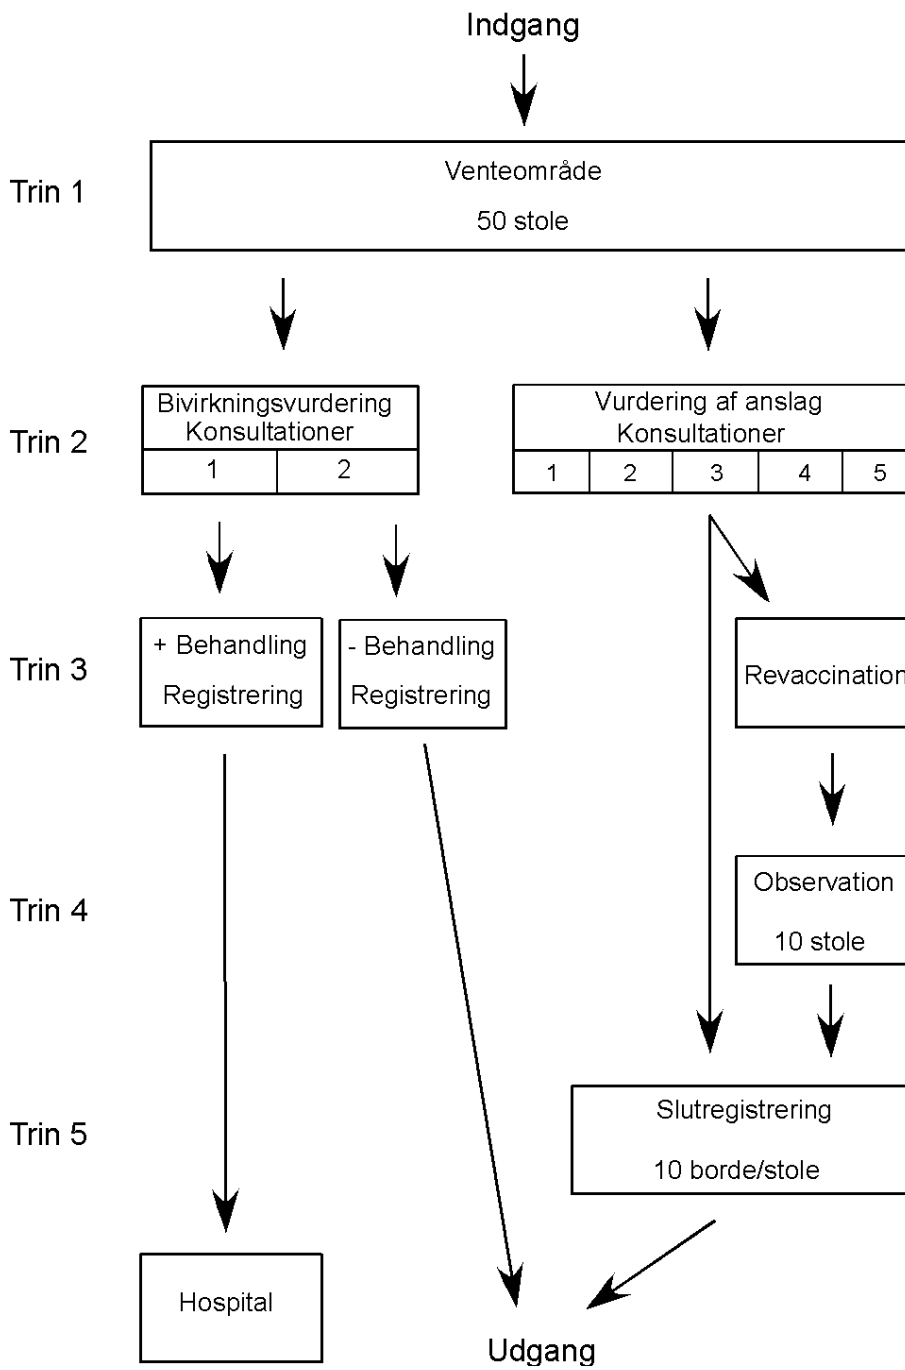 Indgang
Trin 1
Venteområde
50 stole
Trin 2
Bivirkningsvurdering
Konsultationer
1 2
Vurdering af anslag
Konsultationer
1 2 3 4 5
Trin 3
+ Behandling
Registrering
- Behandling
Registrering
Revaccination
Trin 4
Observation
10 stole
Trin 5
Slutregistrering
10 borde/stole
Hospital
Udgang